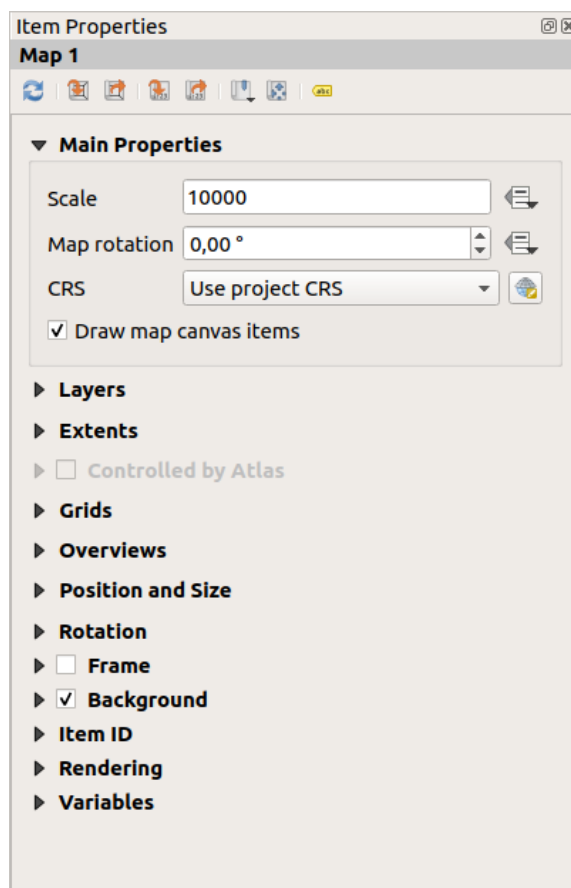 Item Properties
Map 1
Main Properties
Scale 10000
Map rotation 0,00 °
CRS Use project CRS
Draw map canvas items
Layers
Extents
Controlled by Atlas
Grids
Overviews
Position and Size
Rotation
Frame
Background
Item ID
Rendering
Variables